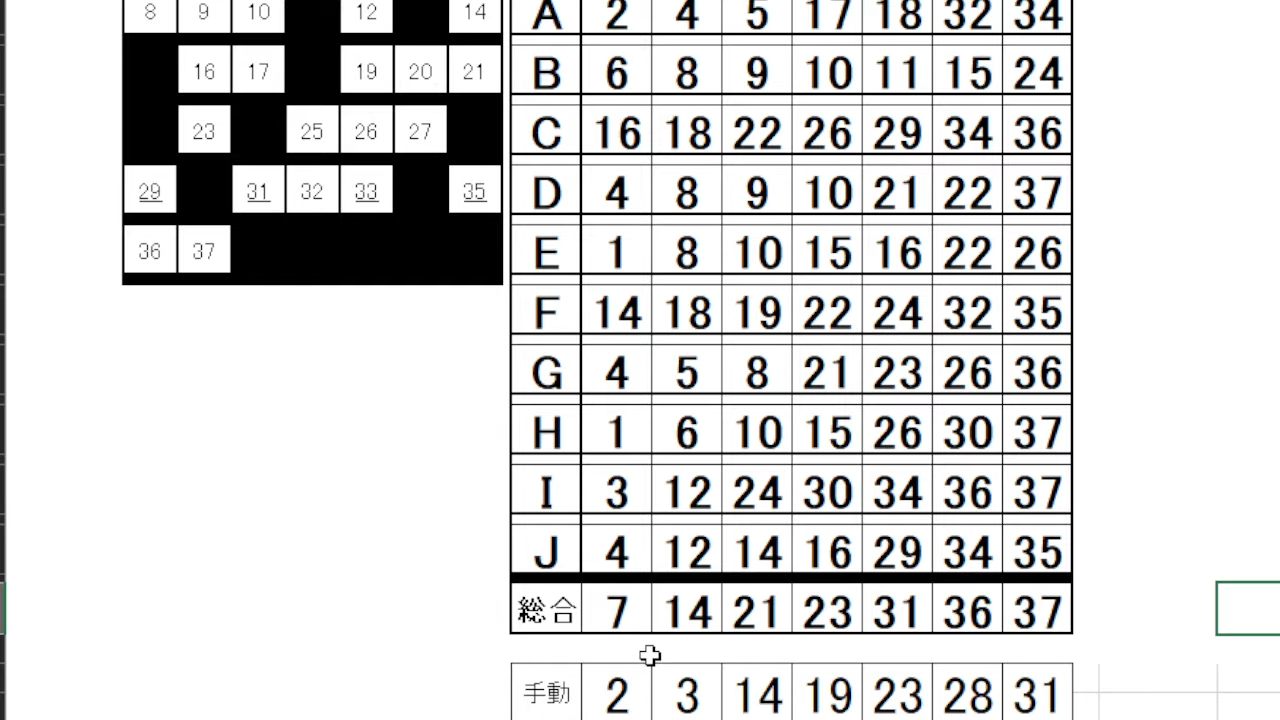 8 9 10 12 14
16 17 19 20 21
23 25 26 27
29 31 32 33 35
36 37
A 2 4 5 17 18 32 34
B 6 8 9 10 11 15 24
C 16 18 22 26 29 34 36
D 4 8 9 10 21 22 37
E 1 8 10 15 16 22 26
F 14 18 19 22 24 32 35
G 4 5 8 21 23 26 36
H 1 6 10 15 26 30 37
I 3 12 24 30 34 36 37
J 4 12 14 16 29 34 35
総合 7 14 21 23 31 36 37
手動 2 3 14 19 23 28 31